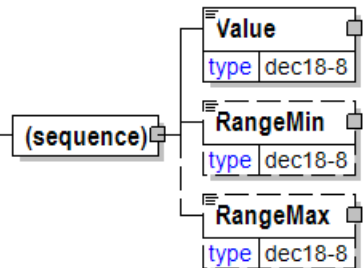 Value
type dec18-8
(sequence)
RangeMin
type dec18-8
RangeMax
type dec18-8